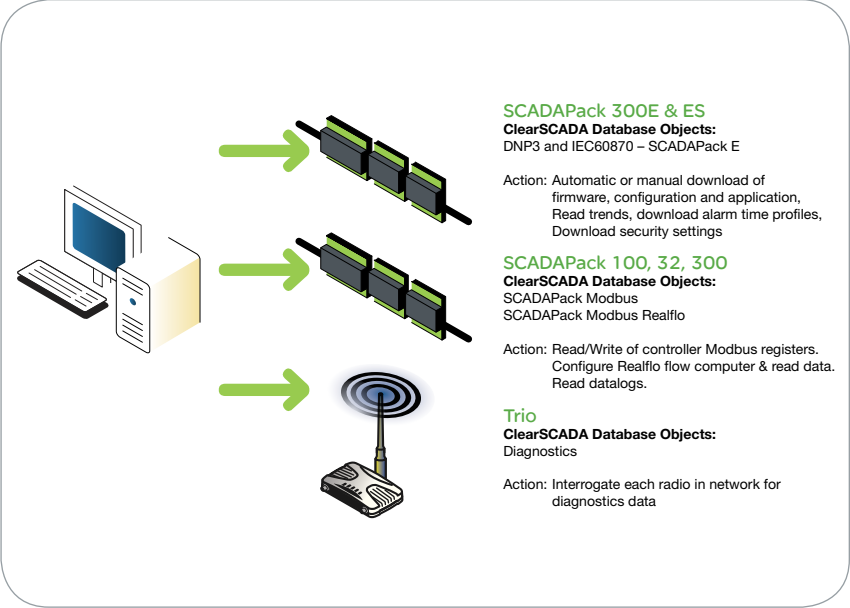 SCADAPack 300E & ES
ClearSCADA Database Objects:
DNP3 and IEC60870 – SCADAPack E
Action: Automatic or manual download of
firmware, configuration and application,
Read trends, download alarm time profiles,
Download security settings
SCADAPack 100, 32, 300
ClearSCADA Database Objects:
SCADAPack Modbus
SCADAPack Modbus Realflo
Action: Read/Write of controller Modbus registers.
Configure Realflo flow computer & read data.
Read datalogs.
Trio
ClearSCADA Database Objects:
Diagnostics
Action: Interrogate each radio in network for
diagnostics data